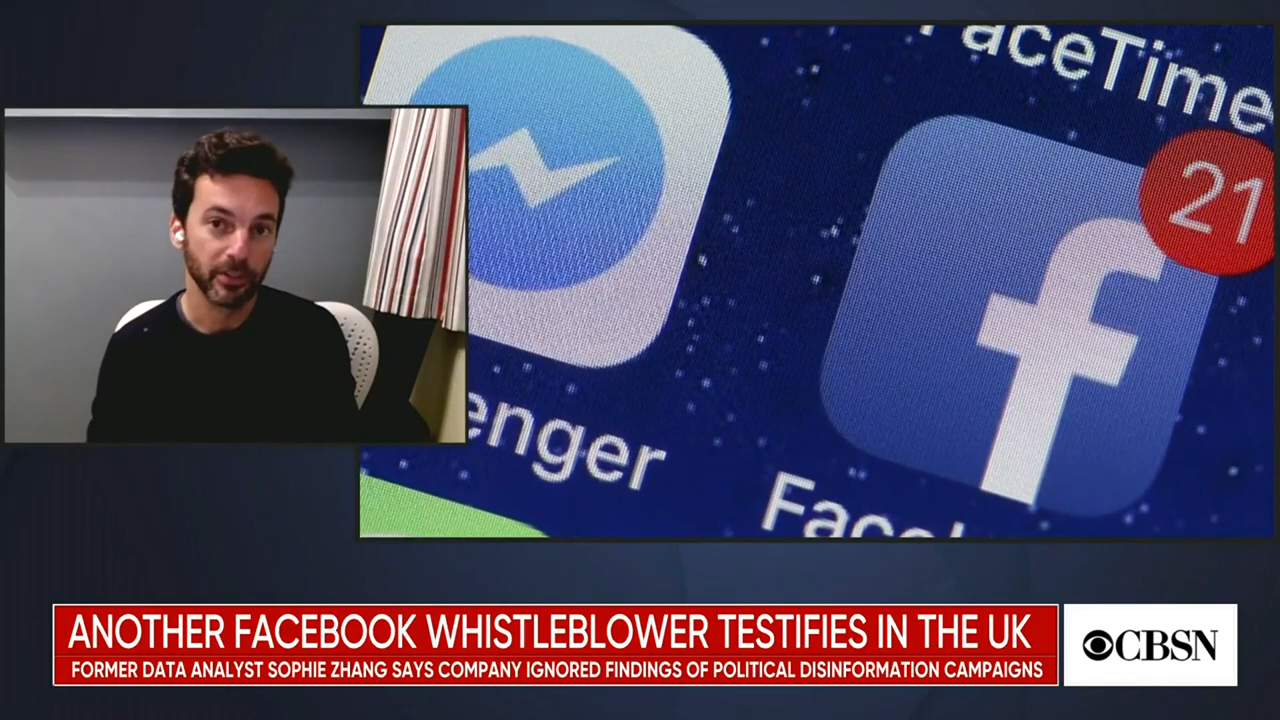 FaceTime
21
enger
Face
ANOTHER FACEBOOK WHISTLEBLOWER TESTIFIES IN THE UK
FORMER DATA ANALYST SOPHIE ZHANG SAYS COMPANY IGNORED FINDINGS OF POLITICAL DISINFORMATION CAMPAIGNS
CBSN